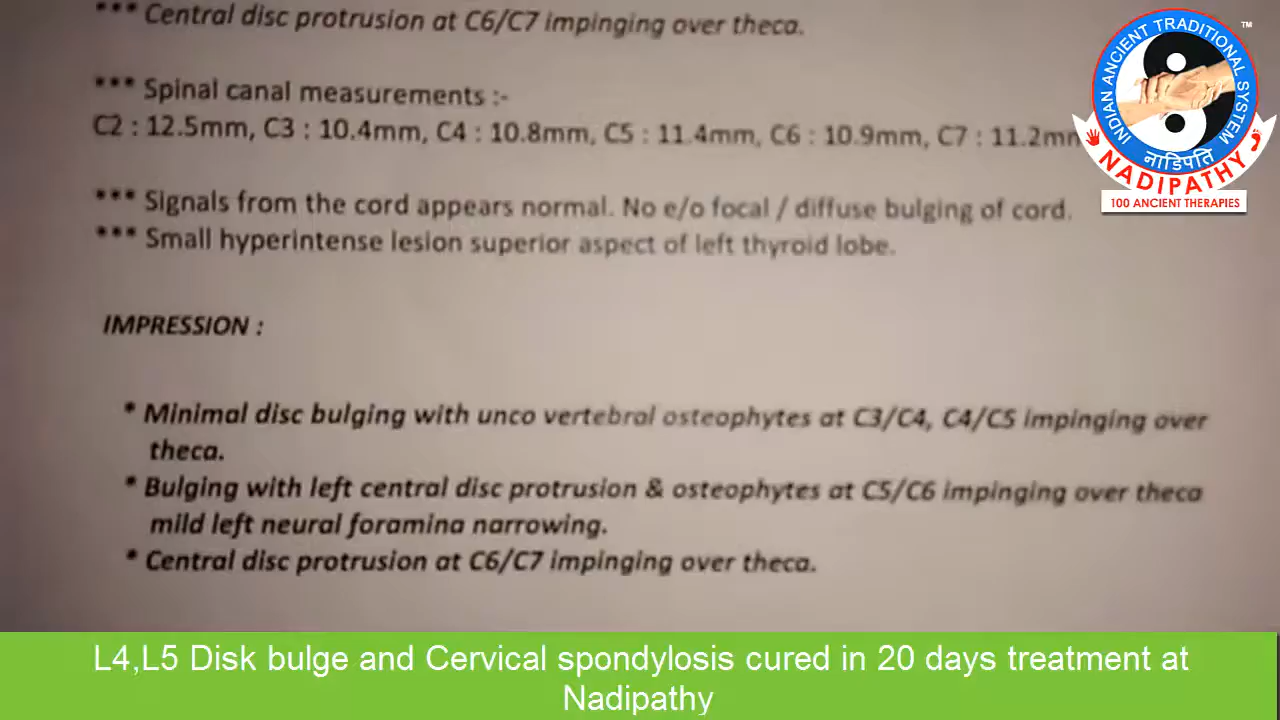 *** Central disc protrusion at C6/C7 impinging over theca.
*** Spinal canal measurements :-
C2 : 12.5mm, C3 : 10.4mm, C4 : 10.8mm, C5 : 11.4mm, C6 : 10.9mm, C7 : 11.2mm
*** Signals from the cord appears normal. No e/o focal / diffuse bulging of cord.
*** Small hyperintense lesion superior aspect of left thyroid lobe.
IMPRESSION :
* Minimal disc bulging with unco vertebral osteophytes at C3/C4, C4/C5 impinging over
theca.
* Bulging with left central disc protrusion & osteophytes at C5/C6 impinging over theca
mild left neural foramina narrowing.
* Central disc protrusion at C6/C7 impinging over theca.
INDIAN ANCIENT TRADITIONAL SYSTEM
TM
नाडिपति
NADIPATHY
100 ANCIENT THERAPIES
L4,L5 Disk bulge and Cervical spondylosis cured in 20 days treatment at
Nadipathy